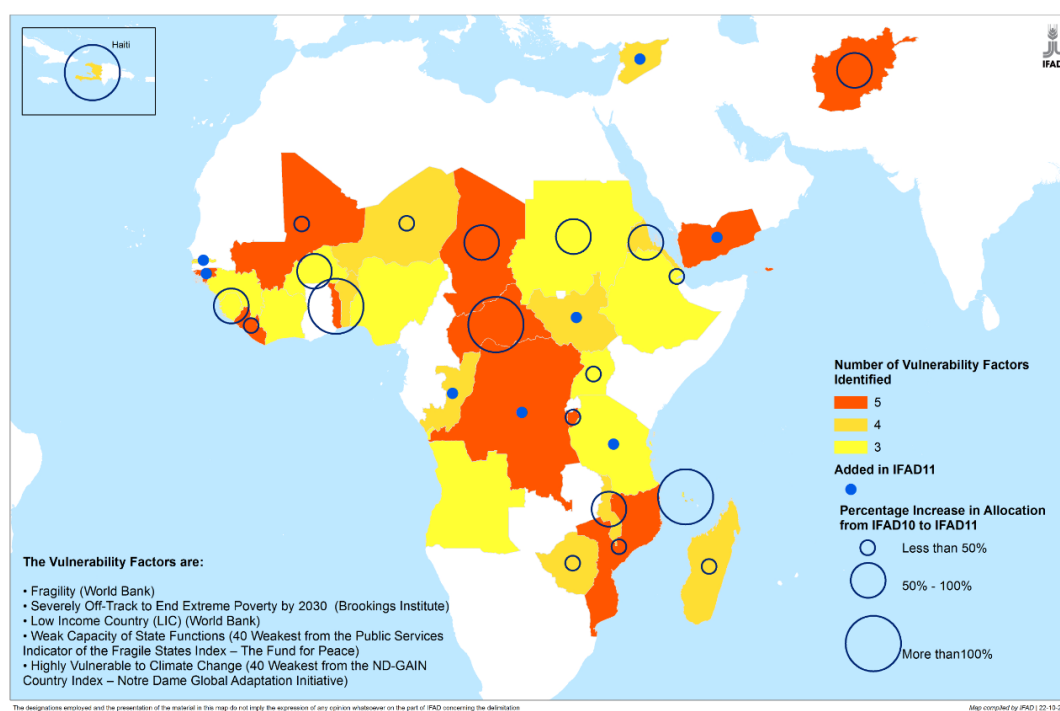 Haiti
IFAD
Number of Vulnerability Factors
Identified
5
4
3
Added in IFAD11
Percentage Increase in Allocation
from IFAD10 to IFAD11
Less than 50%
50% - 100%
More than100%
The Vulnerability Factors are:
• Fragility (World Bank)
• Severely Off-Track to End Extreme Poverty by 2030 (Brookings Institute)
• Low Income Country (LIC) (World Bank)
• Weak Capacity of State Functions (40 Weakest from the Public Services
Indicator of the Fragile States Index – The Fund for Peace)
• Highly Vulnerable to Climate Change (40 Weakest from the ND-GAIN
Country Index – Notre Dame Global Adaptation Initiative)
The designations employed and the presentation of the material in this map do not imply the expression of any opinion whatsoever on the part of IFAD concerning the delimitation
Map compiled by IFAD | 22-10-